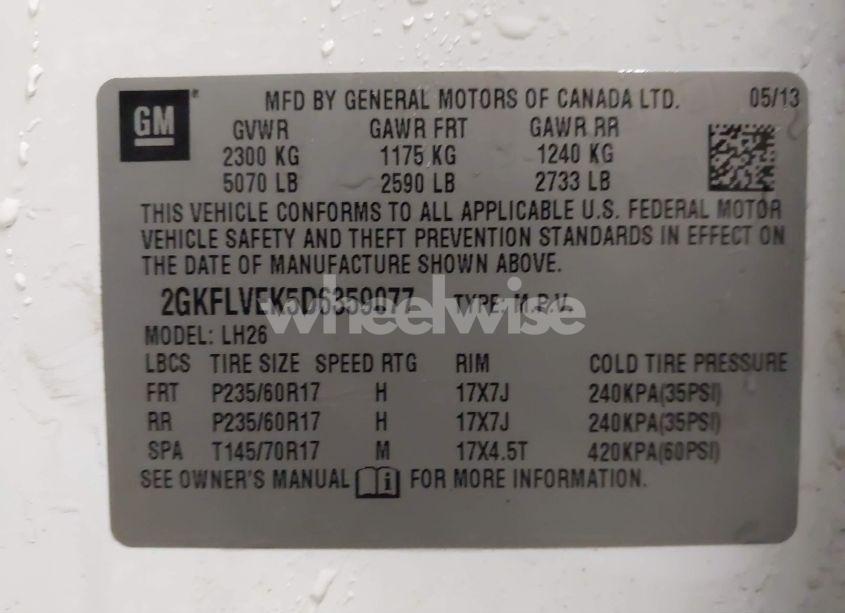 GM® MFD BY GENERAL MOTORS OF CANADA LTD. 05/13
GVWR GAWR FRT GAWR RR
2300 KG 1175 KG 1240 KG
5070 LB 2590 LB 2733 LB
THIS VEHICLE CONFORMS TO ALL APPLICABLE U.S. FEDERAL MOTOR
VEHICLE SAFETY AND THEFT PREVENTION STANDARDS IN EFFECT ON
THE DATE OF MANUFACTURE SHOWN ABOVE.
2GKFLVEK5D6359077 TYPE: M.P.V.
wheelwise
MODEL: LH26
LBCS TIRE SIZE SPEED RTG RIM COLD TIRE PRESSURE
FRT P235/60R17 H 17X7J 240KPA(35PSI)
RR P235/60R17 H 17X7J 240KPA(35PSI)
SPA T145/70R17 M 17X4.5T 420KPA(60PSI)
SEE OWNER'S MANUAL FOR MORE INFORMATION.